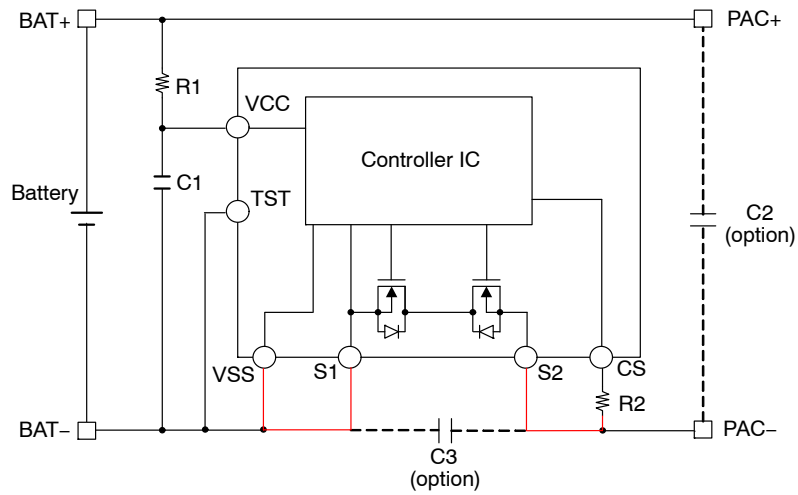 BAT+
PAC+
R1
VCC
Controller IC
C1
TST
Battery
C2
(option)
VSS
S1
S2
CS
R2
BAT−
PAC−
C3
(option)